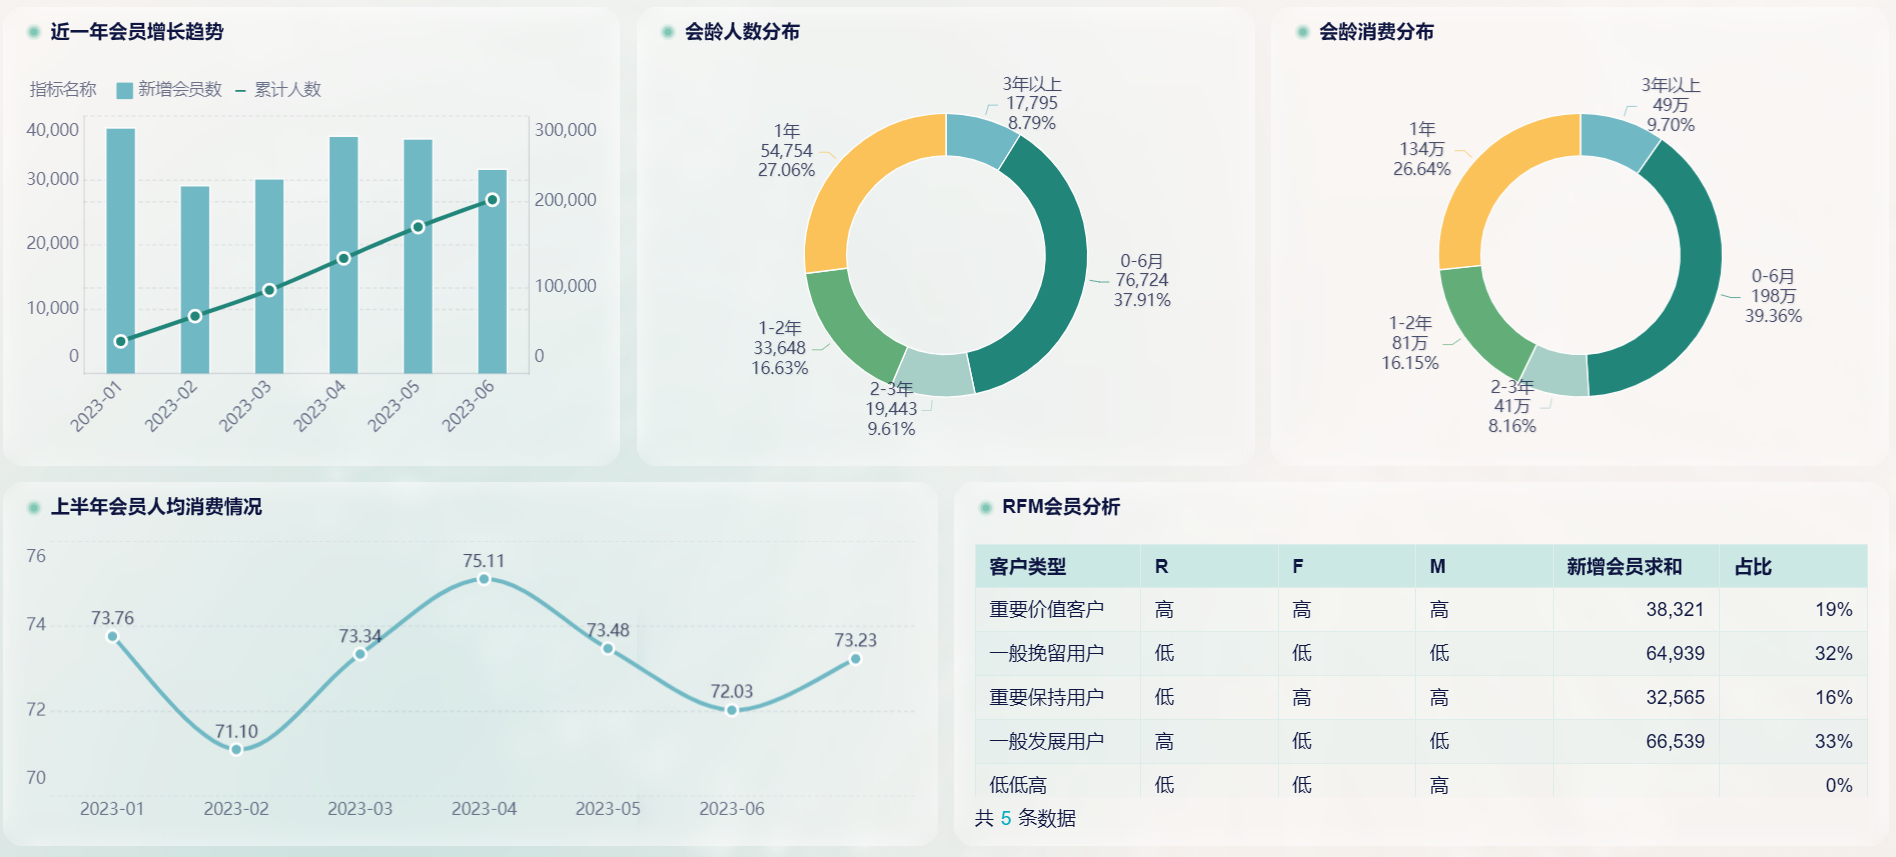 近一年会员增长趋势
指标名称 新增会员数 累计人数
40,000
30,000
20,000
10,000
0
300,000
200,000
100,000
0
2023-01
2023-02
2023-03
2023-04
2023-05
2023-06
会龄人数分布
3年以上
17,795
8.79%
1年
54,754
27.06%
0-6月
76,724
37.91%
1-2年
33,648
16.63%
2-3年
19,443
9.61%
会龄消费分布
3年以上
49万
9.70%
1年
134万
26.64%
0-6月
198万
39.36%
1-2年
81万
16.15%
2-3年
41万
8.16%
上半年会员人均消费情况
76
74
72
70
73.76
71.10
73.34
75.11
73.48
72.03
73.23
2023-01
2023-02
2023-03
2023-04
2023-05
2023-06
RFM会员分析
客户类型 R F M 新增会员求和 占比
重要价值客户 高 高 高 38,321 19%
一般挽留用户 低 低 低 64,939 32%
重要保持用户 低 高 高 32,565 16%
一般发展用户 高 低 低 66,539 33%
低低高 低 低 高 0%
共 5 条数据